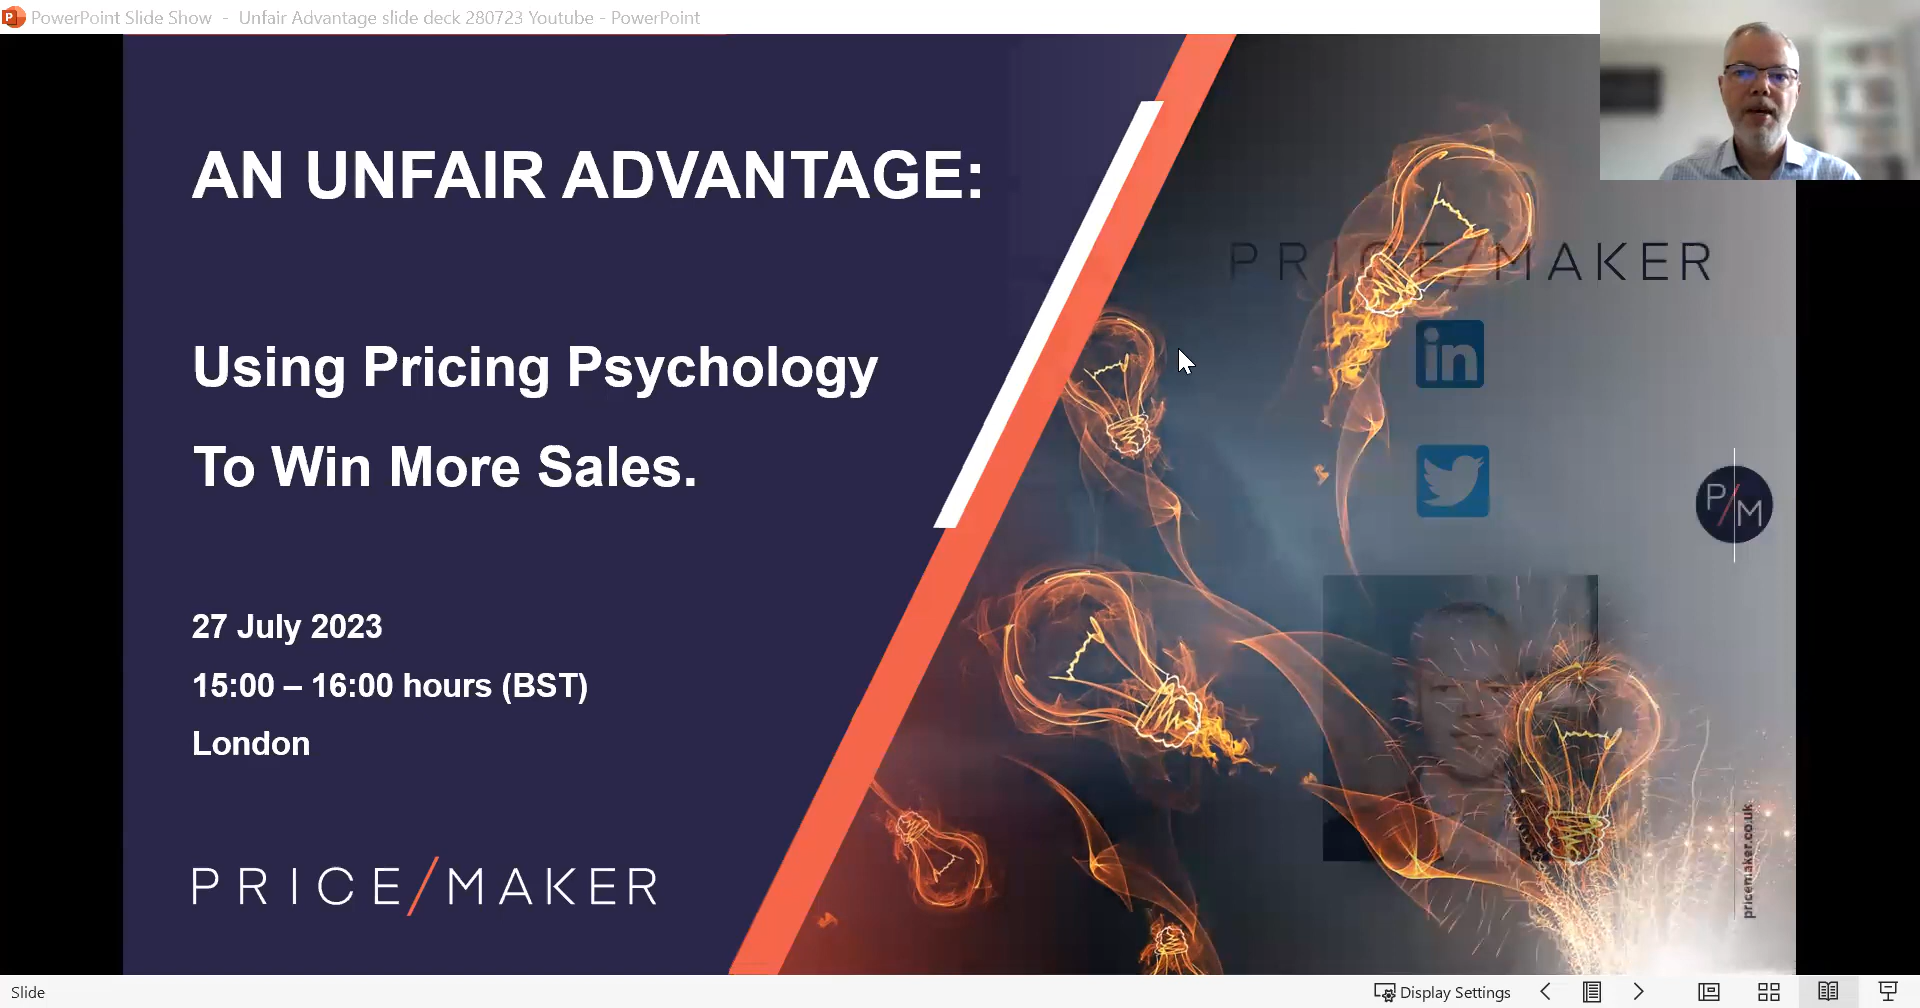 PowerPoint Slide Show - Unfair Advantage slide deck 280723 Youtube - PowerPoint
AN UNFAIR ADVANTAGE:
Using Pricing Psychology
To Win More Sales.
27 July 2023
15:00 – 16:00 hours (BST)
London
PRICE/MAKER
PRICE/MAKER
in
P/M
pricemaker.co.uk
Slide
Display Settings